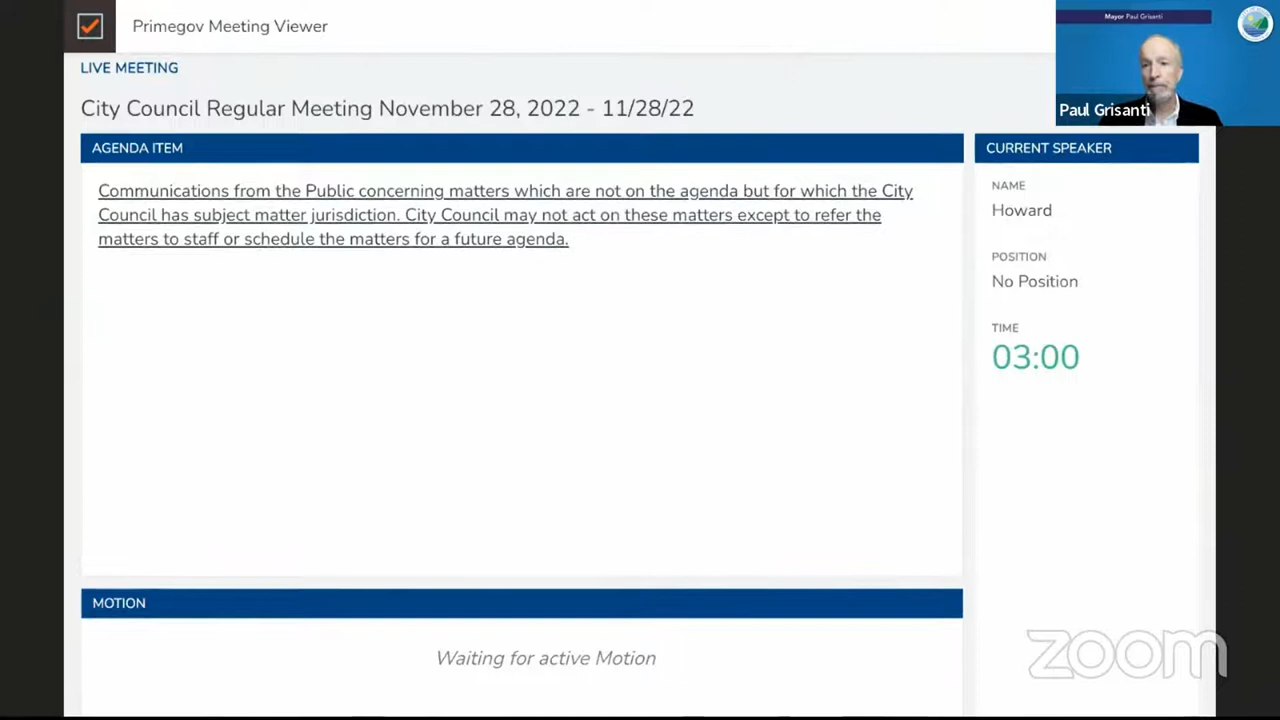 Primegov Meeting Viewer
Mayor Paul Grisanti
Paul Grisanti
LIVE MEETING
City Council Regular Meeting November 28, 2022 - 11/28/22
AGENDA ITEM
Communications from the Public concerning matters which are not on the agenda but for which the City
Council has subject matter jurisdiction. City Council may not act on these matters except to refer the
matters to staff or schedule the matters for a future agenda.
CURRENT SPEAKER
NAME
Howard
POSITION
No Position
TIME
03:00
MOTION
Waiting for active Motion
zoom